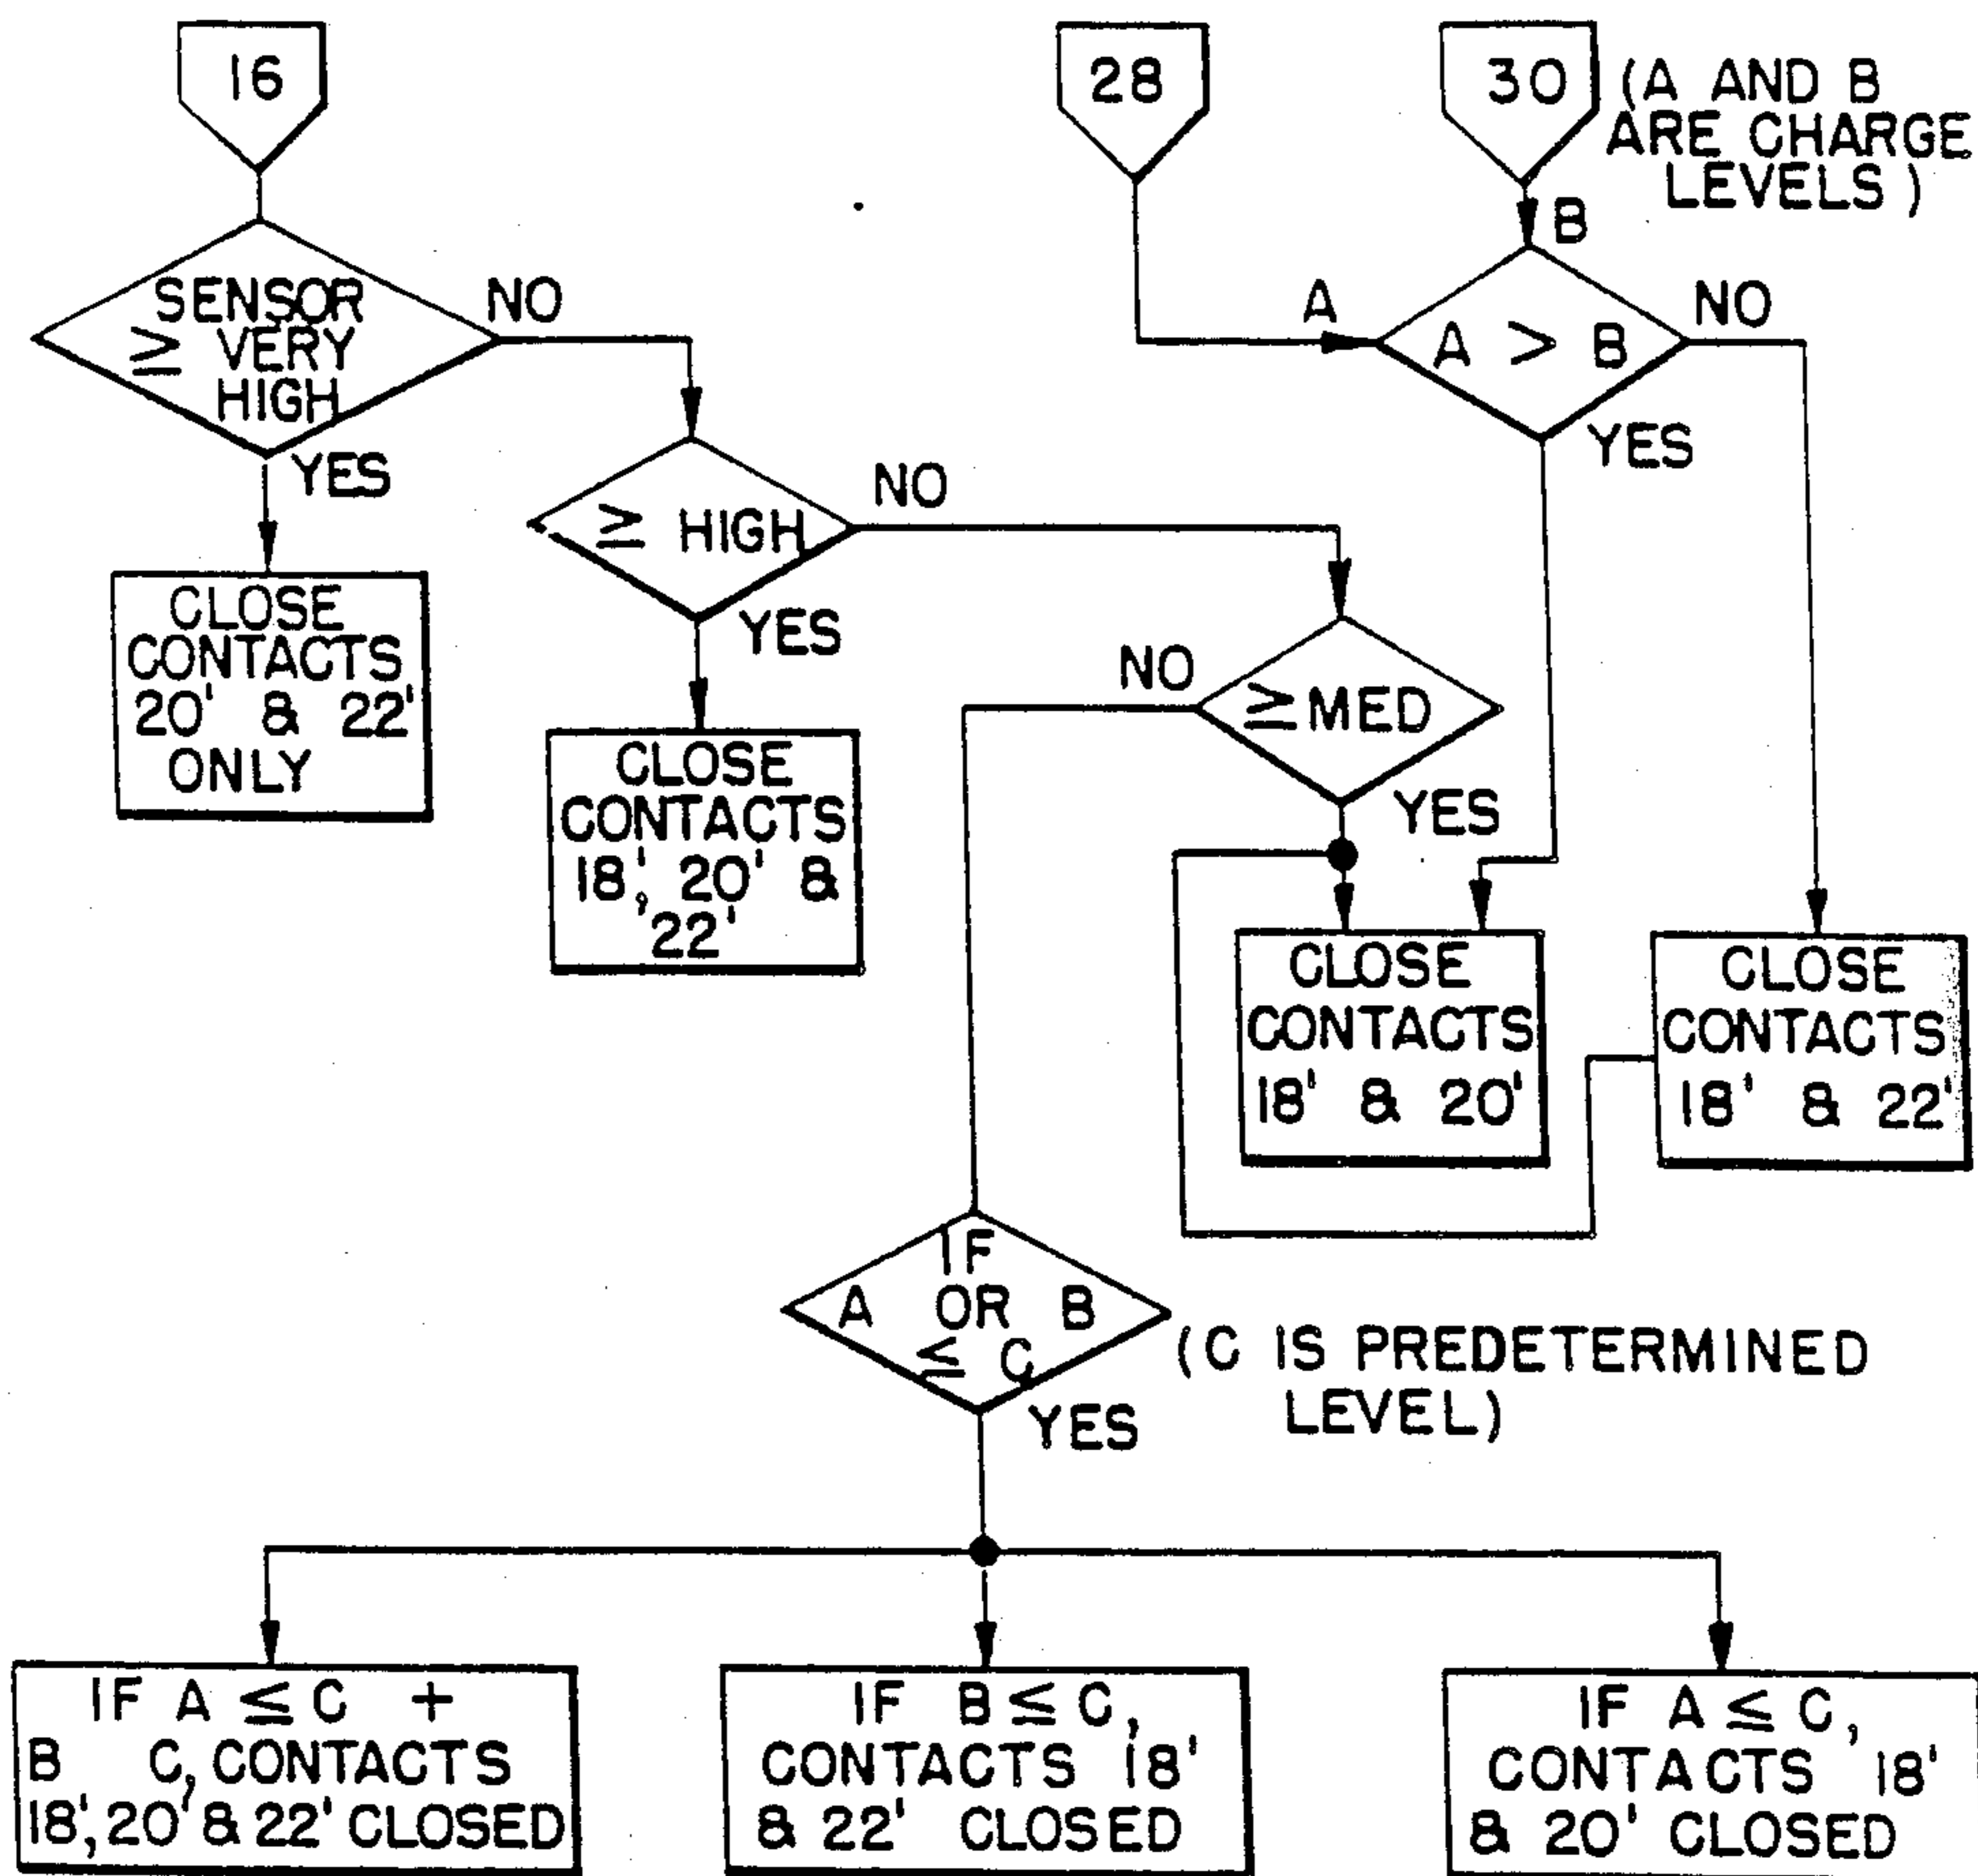 16
28
30
(A AND B
ARE CHARGE
LEVELS)
B
SENSOR
≧ VERY
HIGH
NO
A
A > B
NO
YES
YES
≧ HIGH
NO
YES
CLOSE
CONTACTS
20' & 22'
ONLY
NO
≧ MED
YES
CLOSE
CONTACTS
18', 20' &
22'
CLOSE
CONTACTS
18' & 20'
CLOSE
CONTACTS
18' & 22'
IF
A OR B
≦ C
(C IS PREDETERMINED
LEVEL)
YES
IF A ≦ C +
B C, CONTACTS
18', 20' & 22' CLOSED
IF B ≦ C,
CONTACTS 18'
& 22' CLOSED
IF A ≦ C,
CONTACTS 18'
& 20' CLOSED